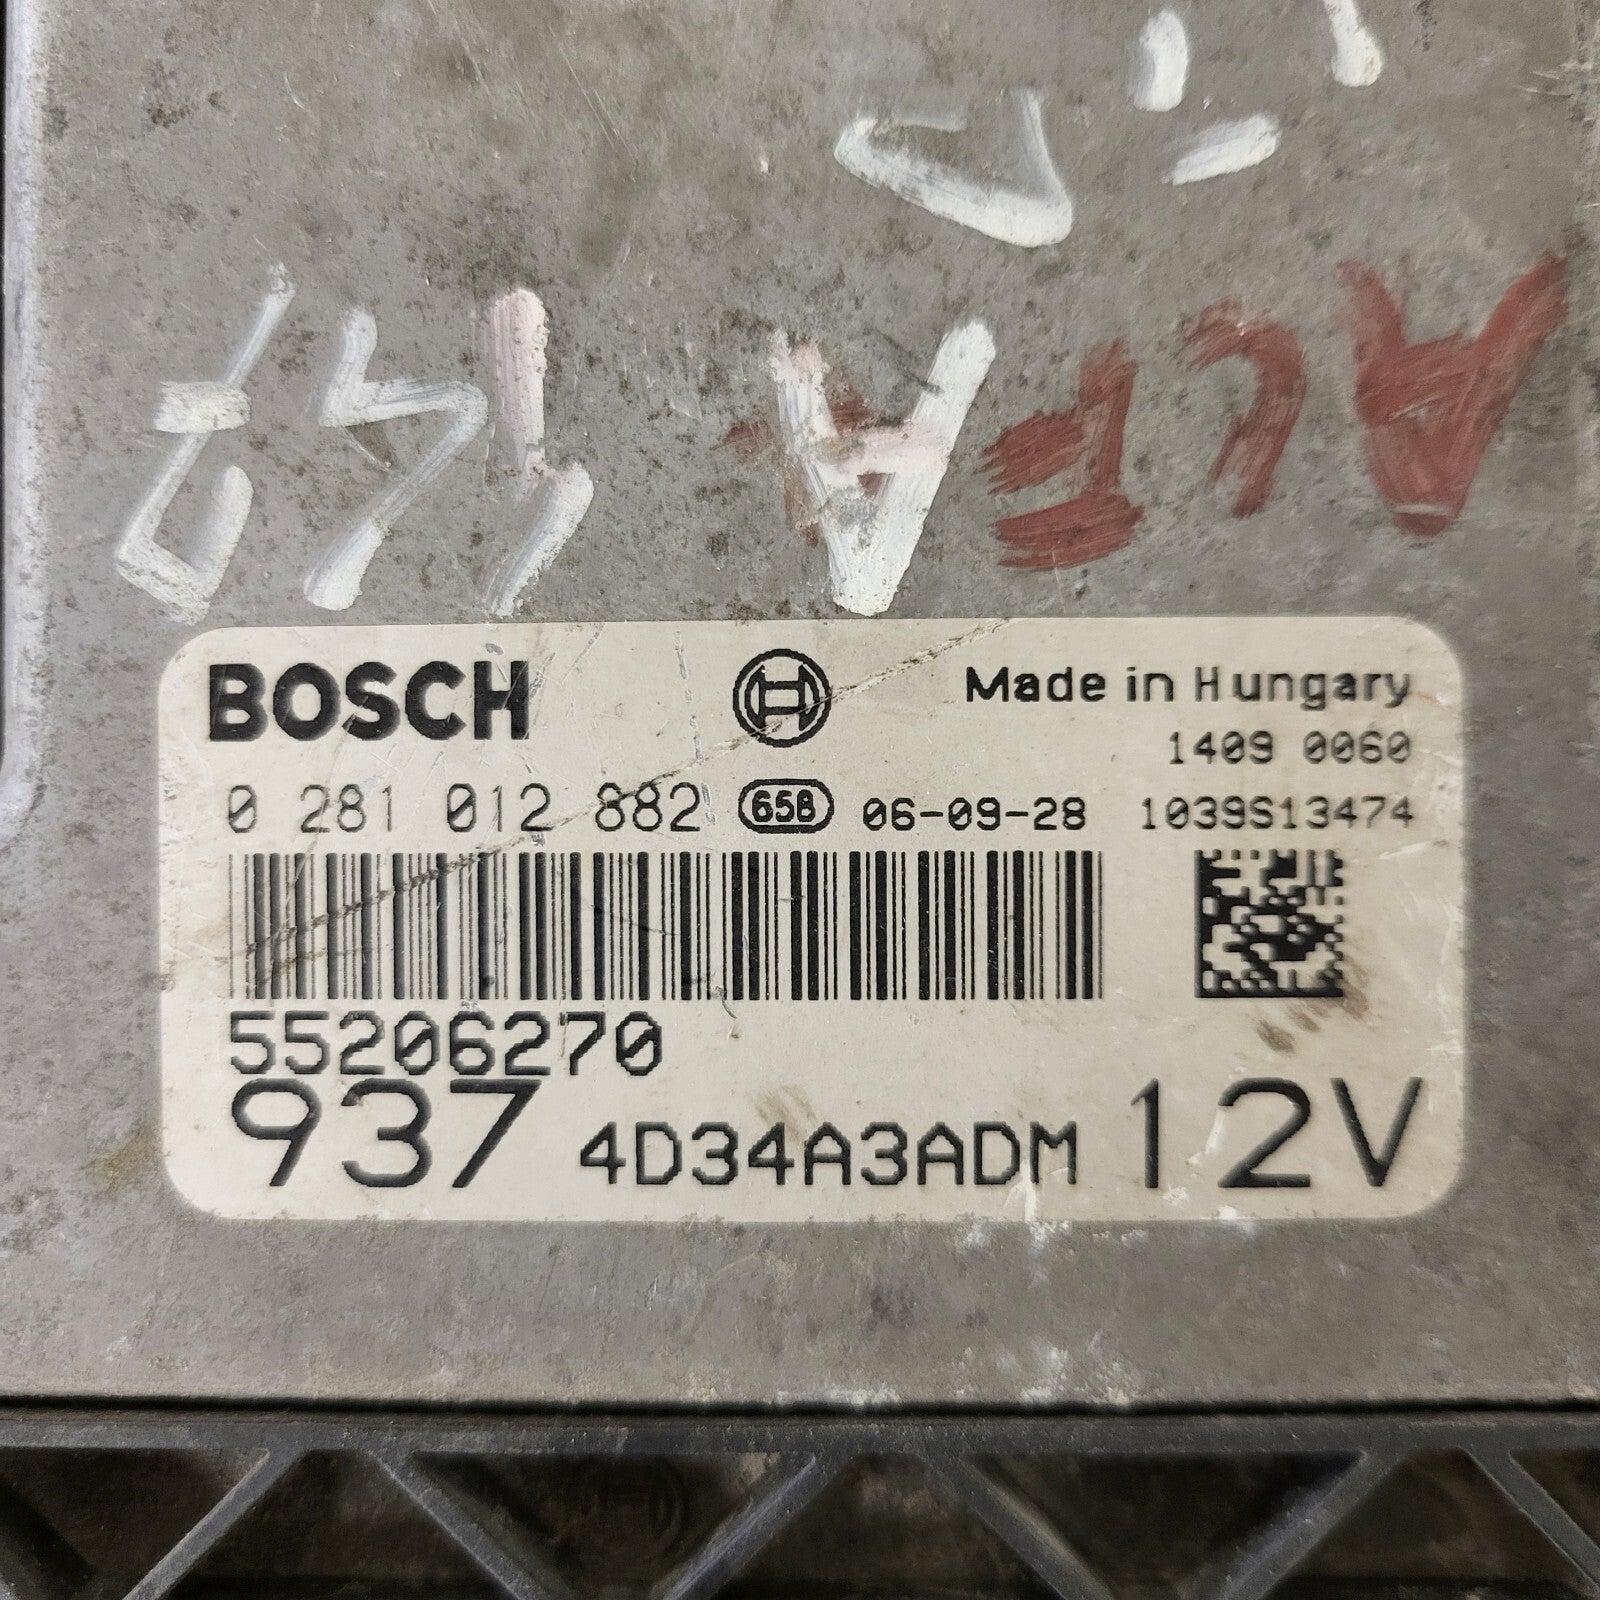 ALFA 147
BOSCH Made in Hungary
1409 0060
0 281 012 882 658 06-09-28 1039S13474
55206270
937 4D34A3ADM 12V